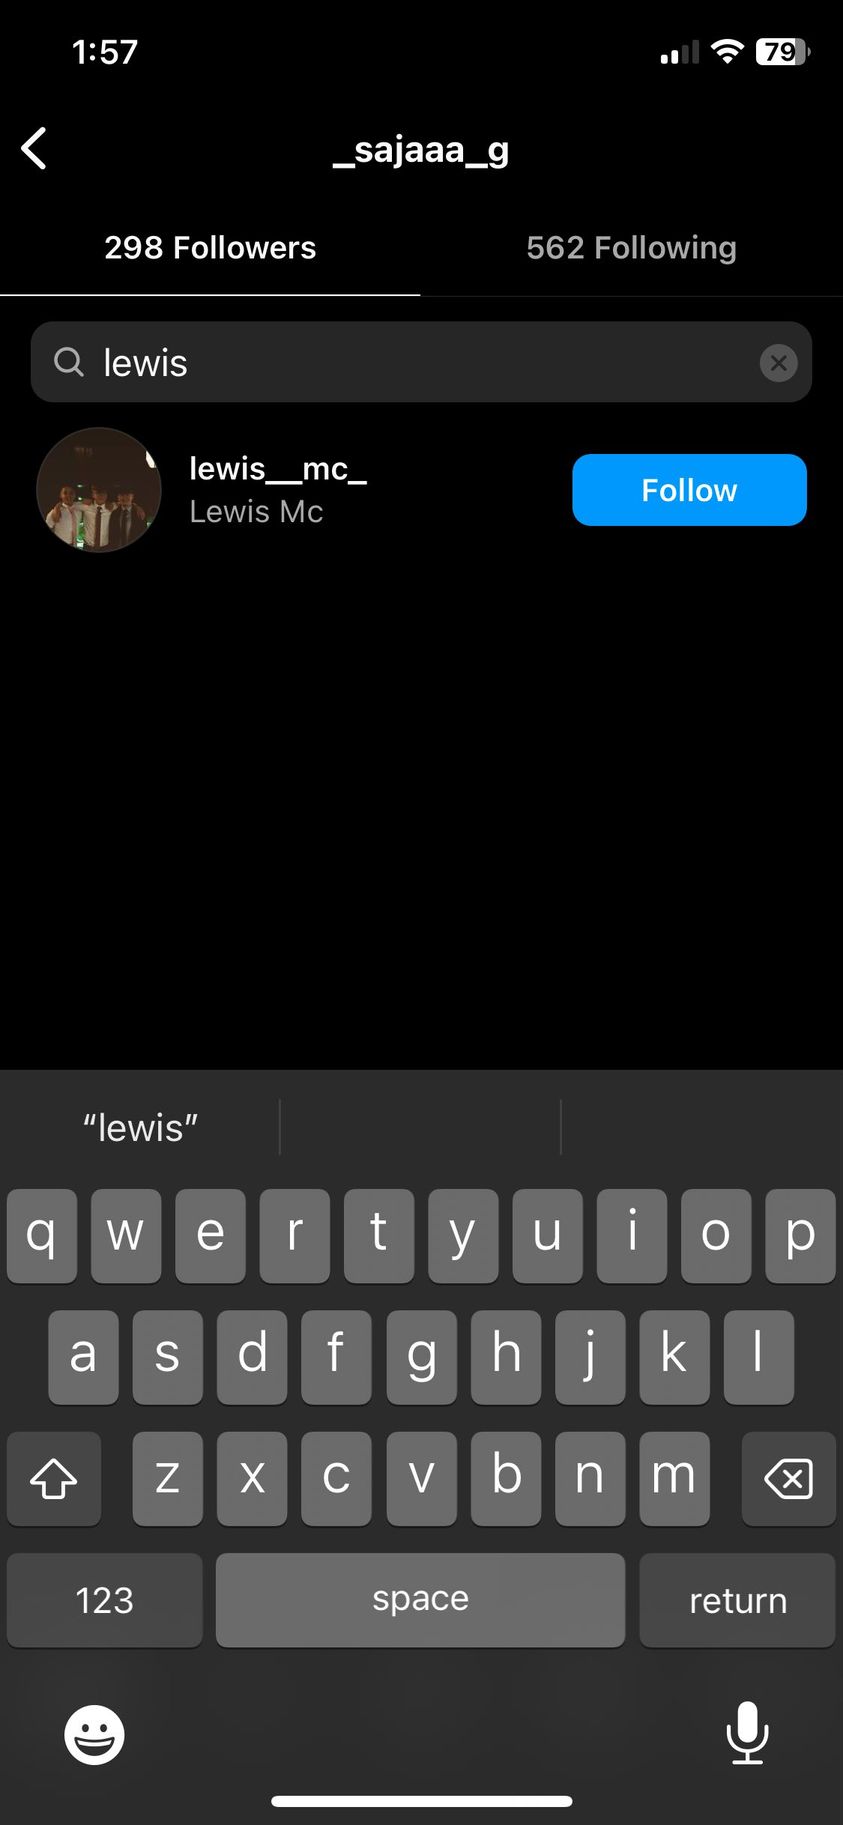 1:57
79
_sajaaa_g
298 Followers
562 Following
lewis
lewis__mc_
Lewis Mc
Follow
“lewis”
q w e r t y u i o p
a s d f g h j k l
z x c v b n m
123
space
return